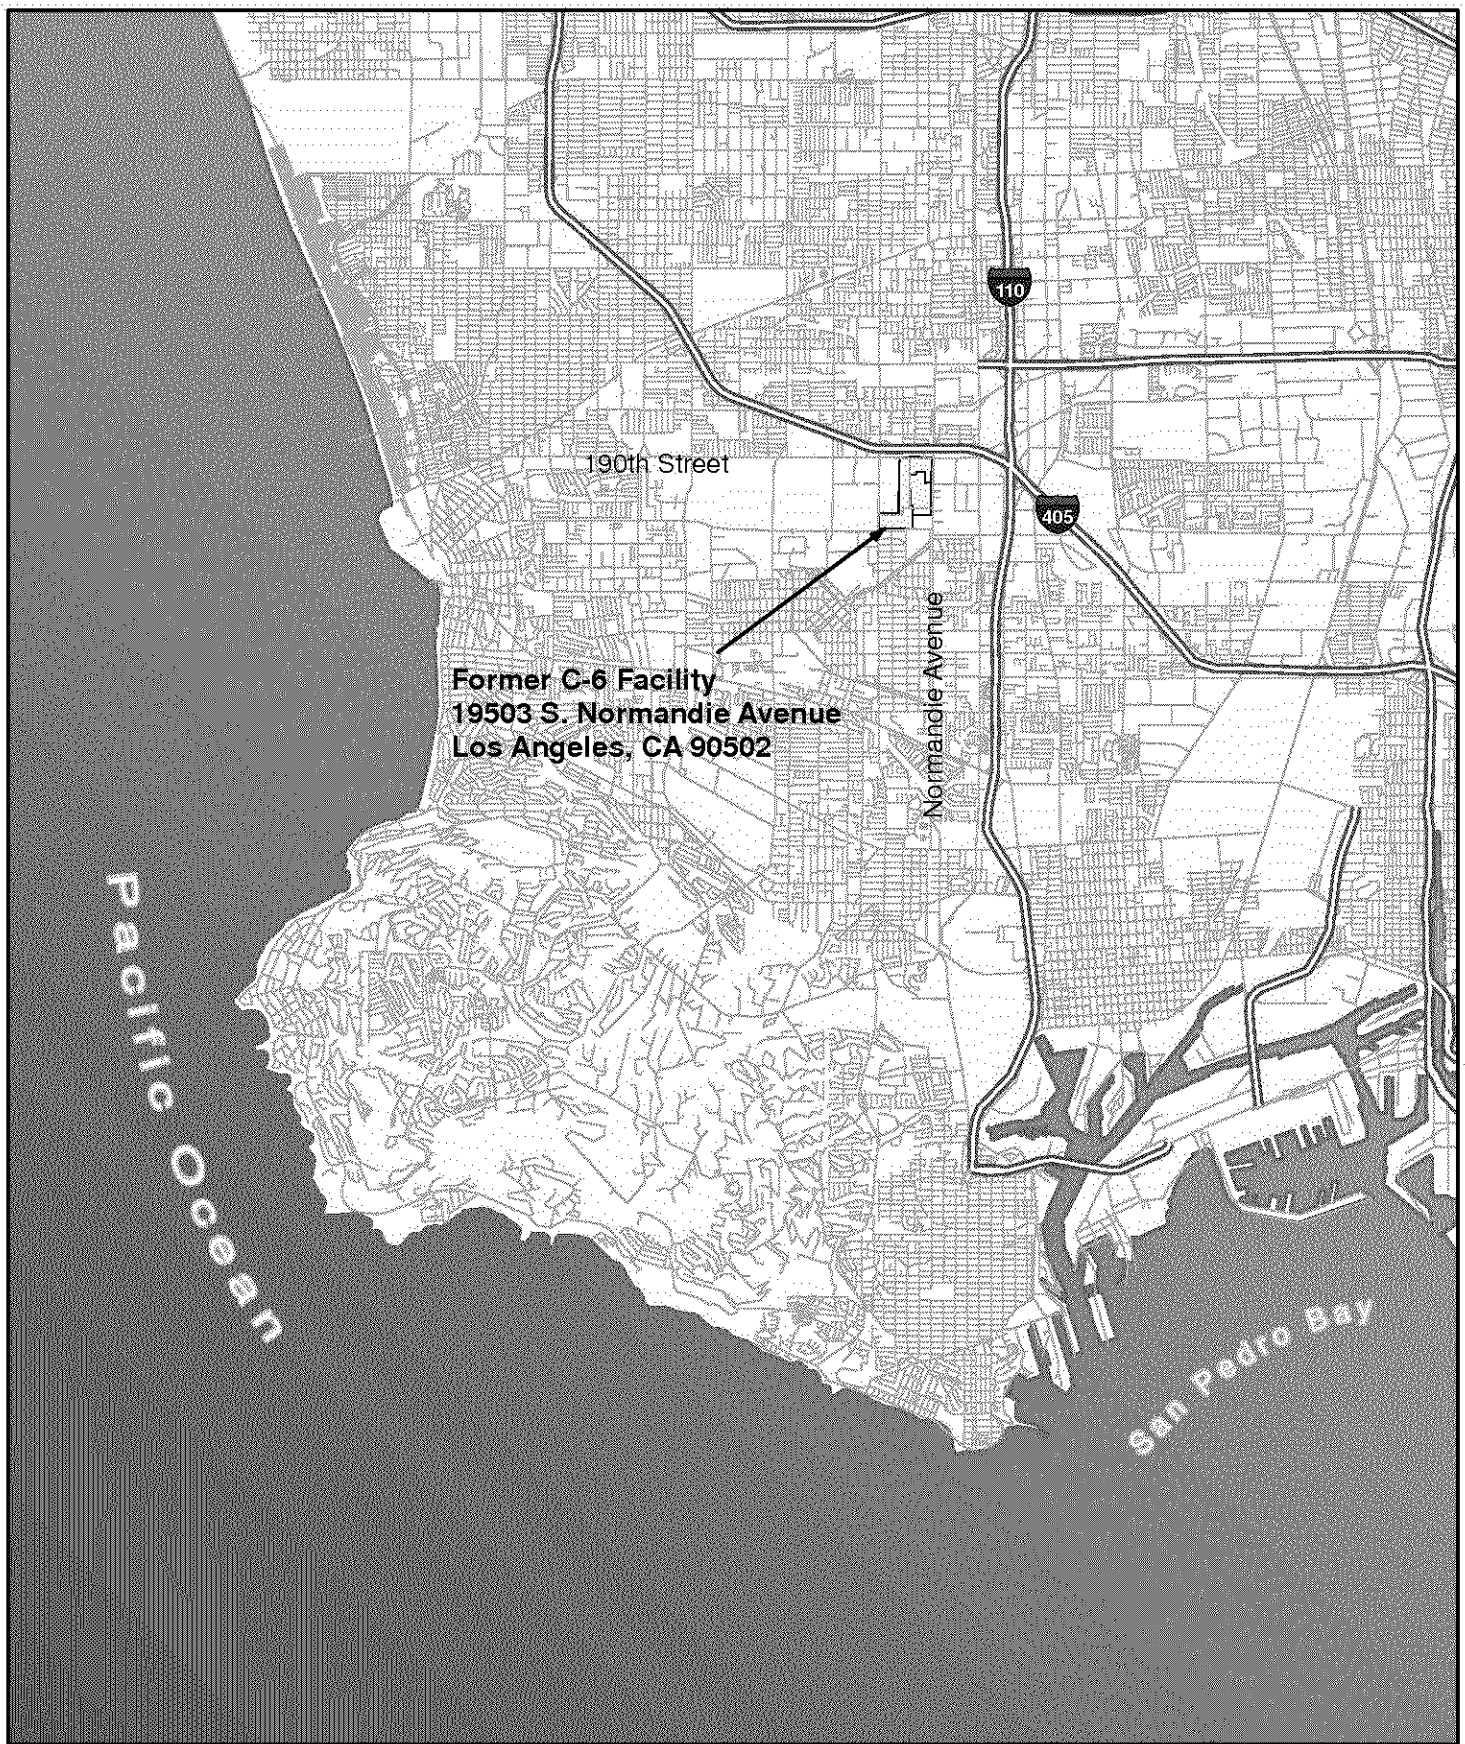 110
190th Street
405
Former C-6 Facility
19503 S. Normandie Avenue
Los Angeles, CA 90502
Normandie Avenue
Pacific Ocean
San Pedro Bay